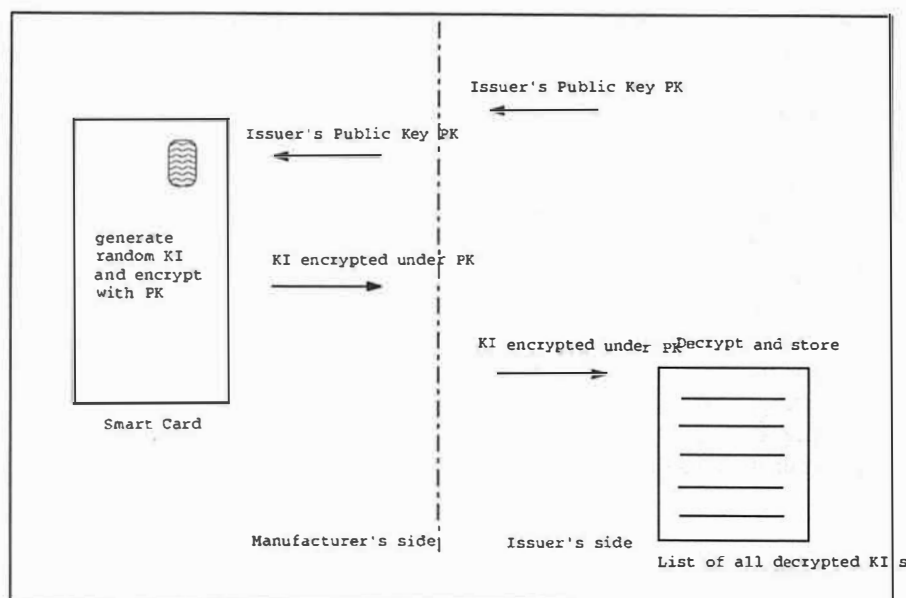 Issuer's Public Key PK
Issuer's Public Key PK
generate
random KI
and encrypt
with PK
KI encrypted under PK
KI encrypted under PK
Decrypt and store
Smart Card
Manufacturer's side
Issuer's side
List of all decrypted KI s